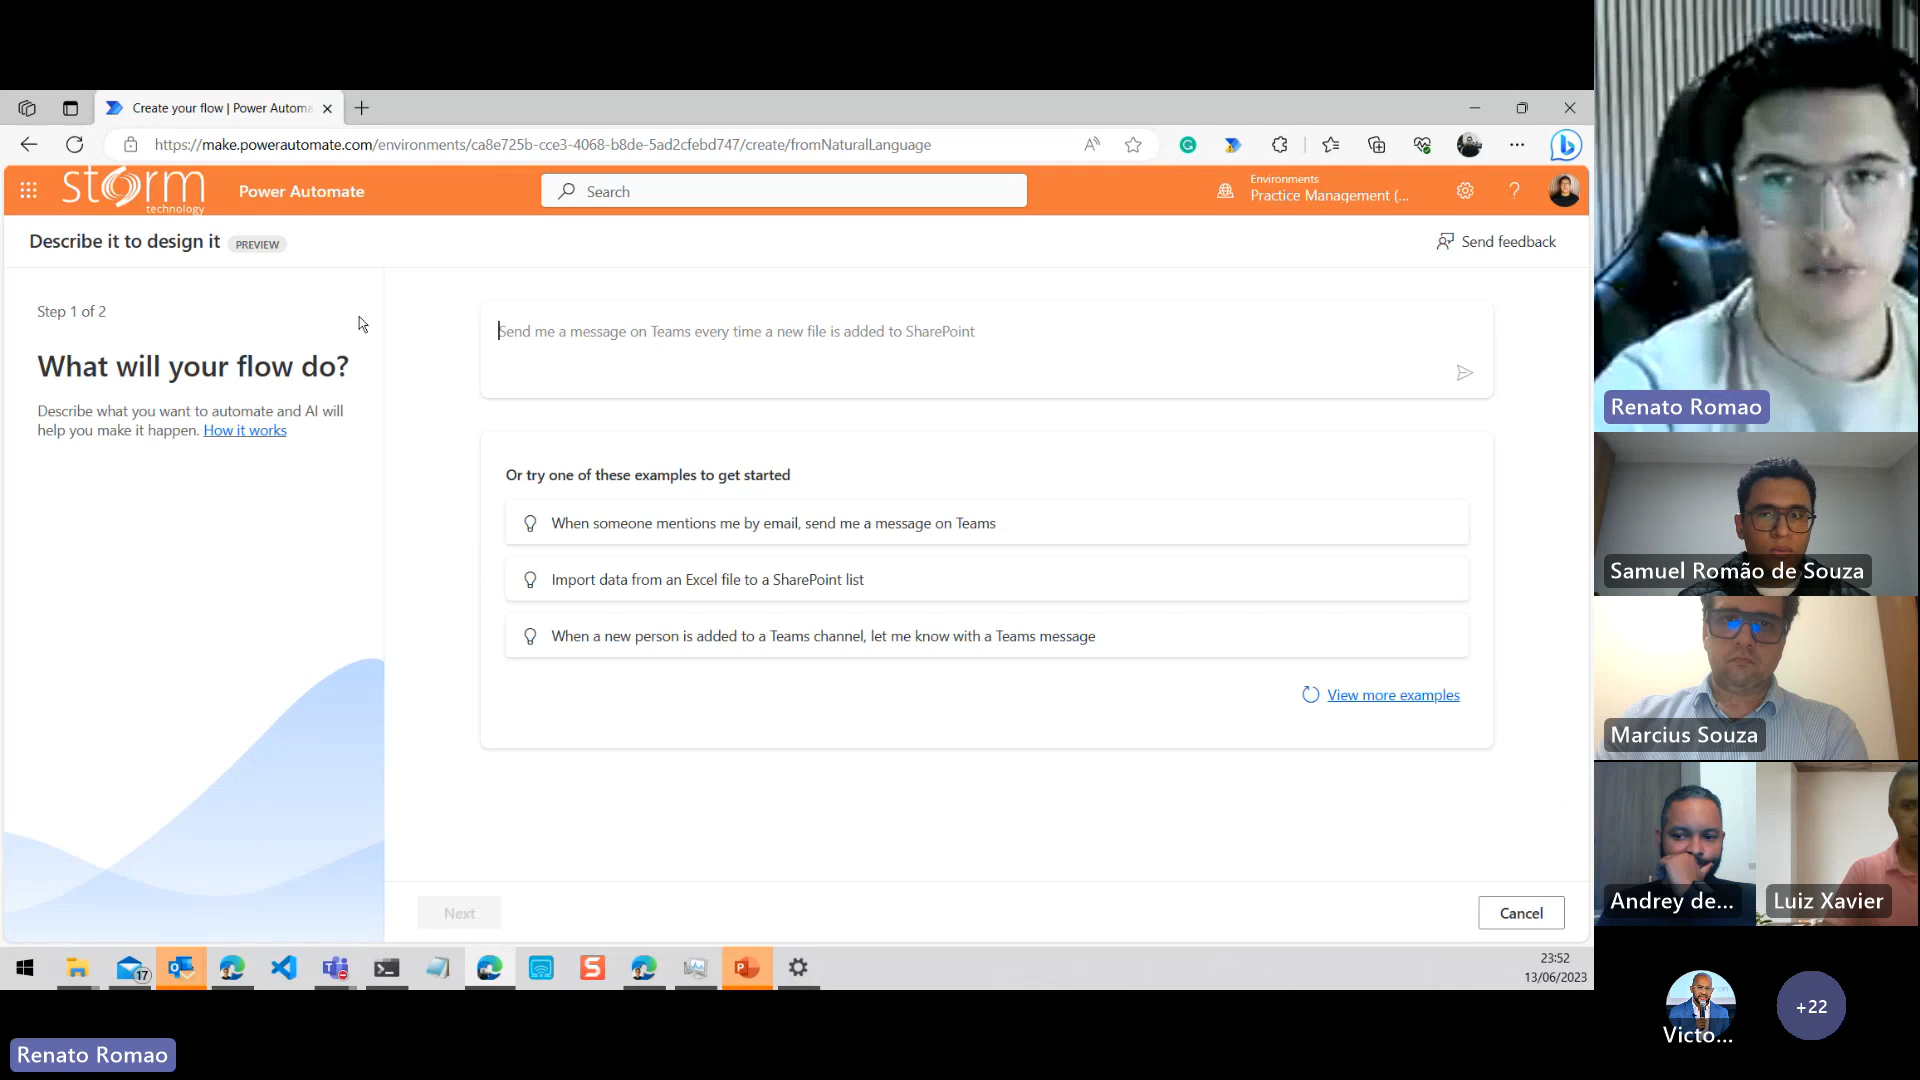 Create your flow | Power Automa
https://make.powerautomate.com/environments/ca8e725b-cce3-4068-b8de-5ad2cfebd747/create/fromNaturalLanguage
storm
technology
Power Automate
Search
Environments
Practice Management (...
Describe it to design it
PREVIEW
Send feedback
Step 1 of 2
What will your flow do?
Describe what you want to automate and AI will
help you make it happen. How it works
Send me a message on Teams every time a new file is added to SharePoint
Or try one of these examples to get started
When someone mentions me by email, send me a message on Teams
Import data from an Excel file to a SharePoint list
When a new person is added to a Teams channel, let me know with a Teams message
View more examples
Next
Cancel
17
23:52
13/06/2023
Renato Romao
Renato Romao
Samuel Romão de Souza
Marcius Souza
Andrey de...
Luiz Xavier
Victo...
+22